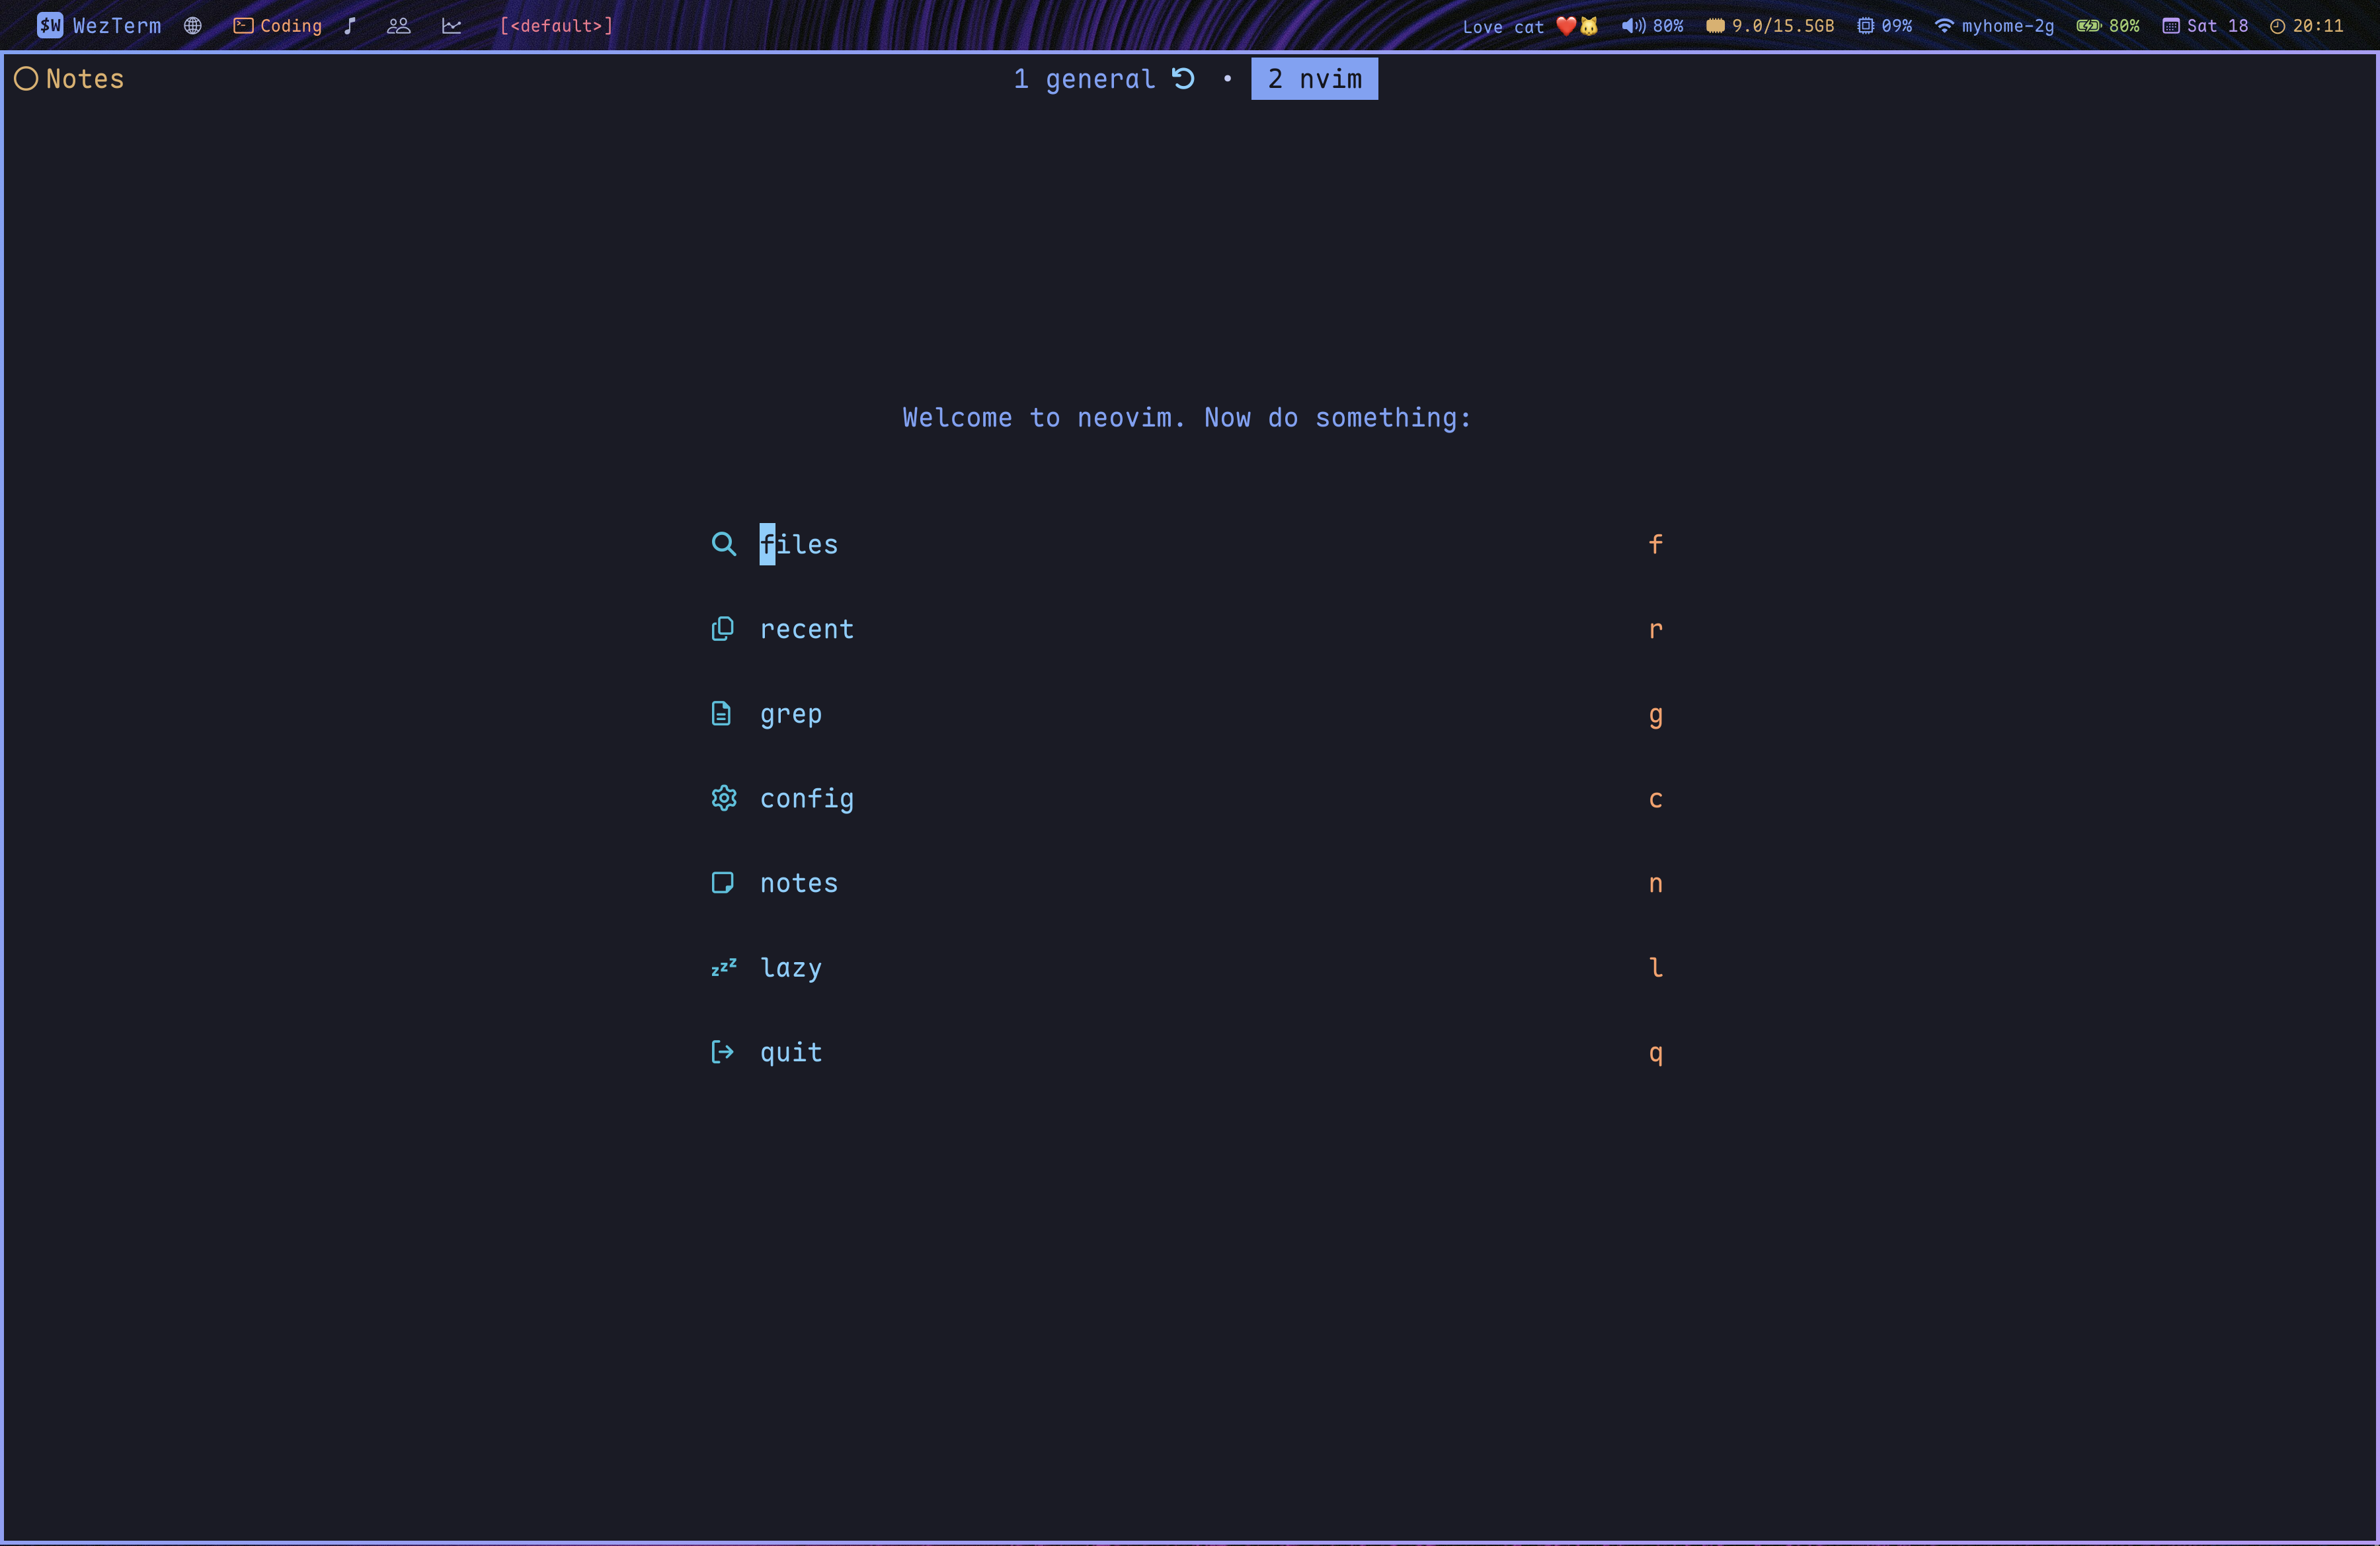 $W WezTerm Coding [<default>] Love cat ❤️🐱 80% 9.0/15.5GB 09% myhome-2g 80% Sat 18 20:11
Notes 1 general • 2 nvim
Welcome to neovim. Now do something:
files f
recent r
grep g
config c
notes n
zzz lazy l
quit q